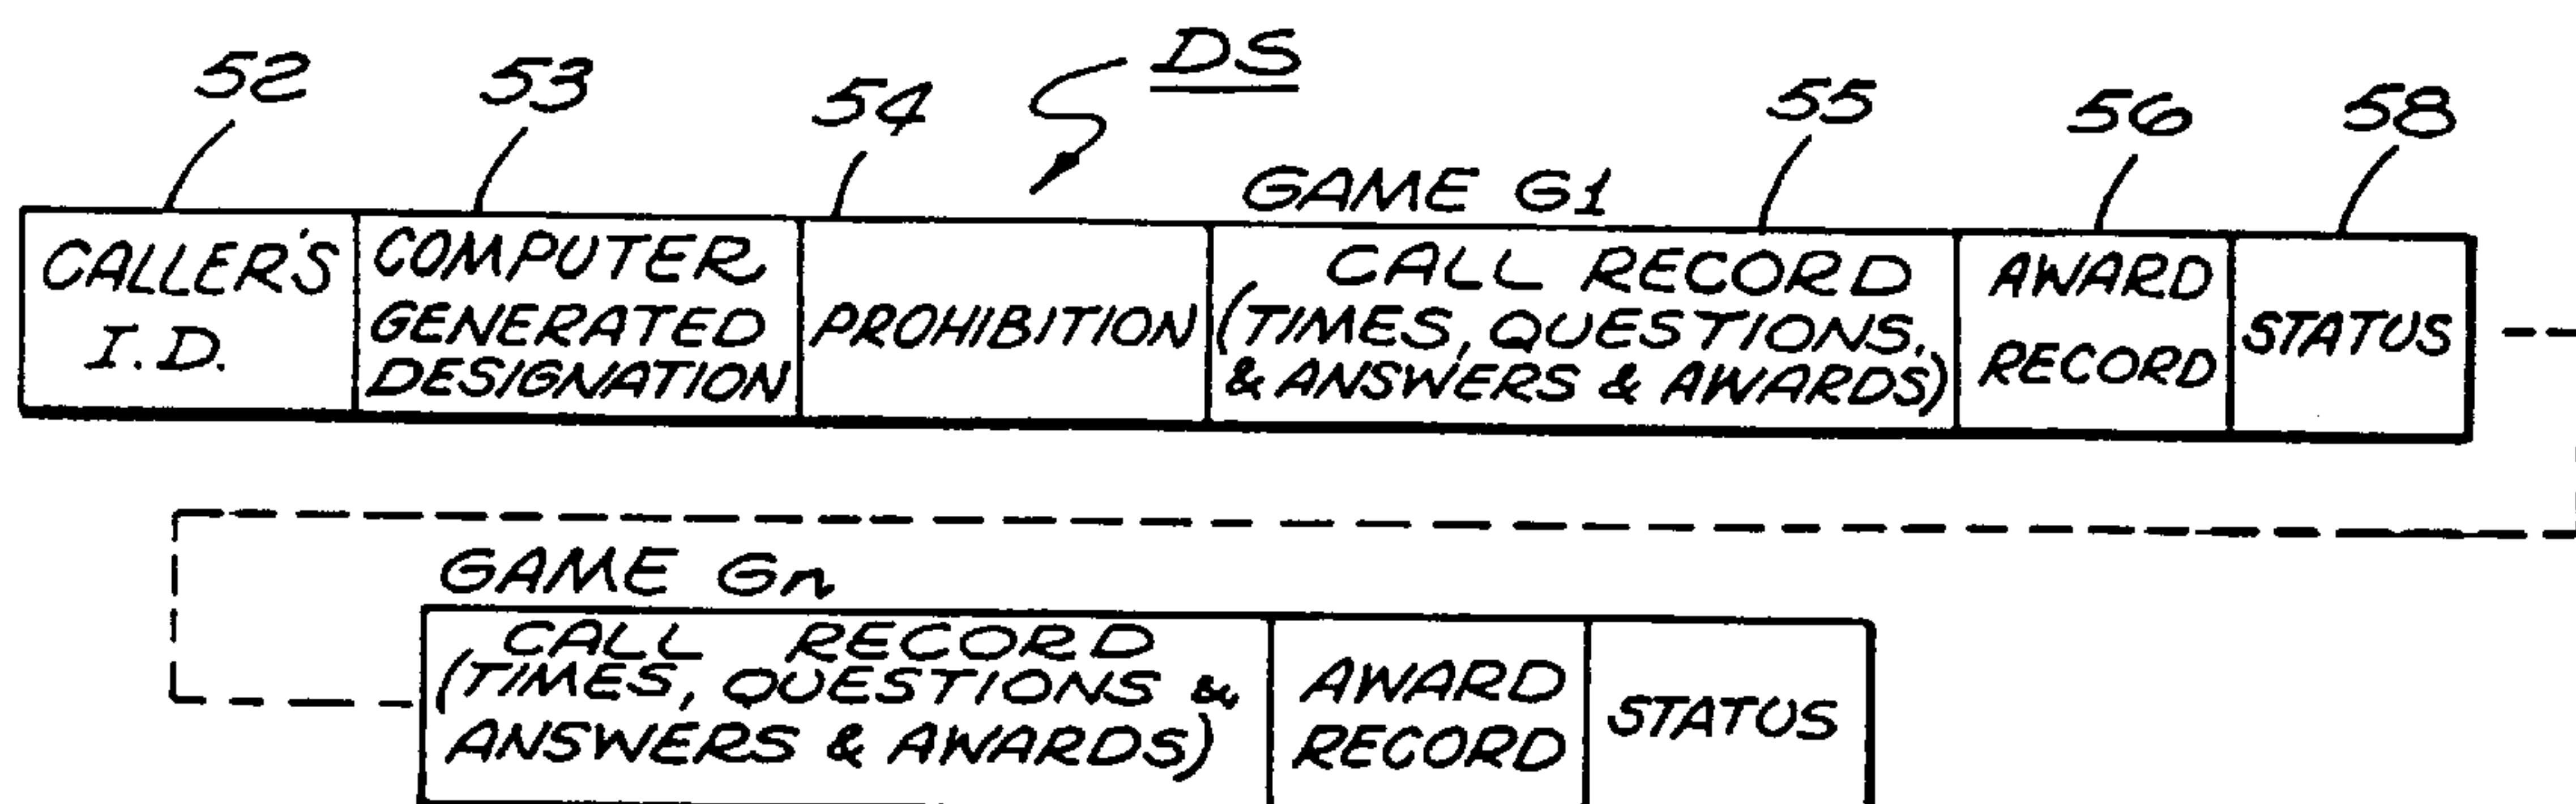 52 53 54 DS 55 56 58
GAME G1
CALLER'S
I.D.
COMPUTER
GENERATED
DESIGNATION
PROHIBITION
CALL RECORD
(TIMES, QUESTIONS,
& ANSWERS & AWARDS)
AWARD
RECORD
STATUS
GAME Gn
CALL RECORD
(TIMES, QUESTIONS &
ANSWERS & AWARDS)
AWARD
RECORD
STATUS